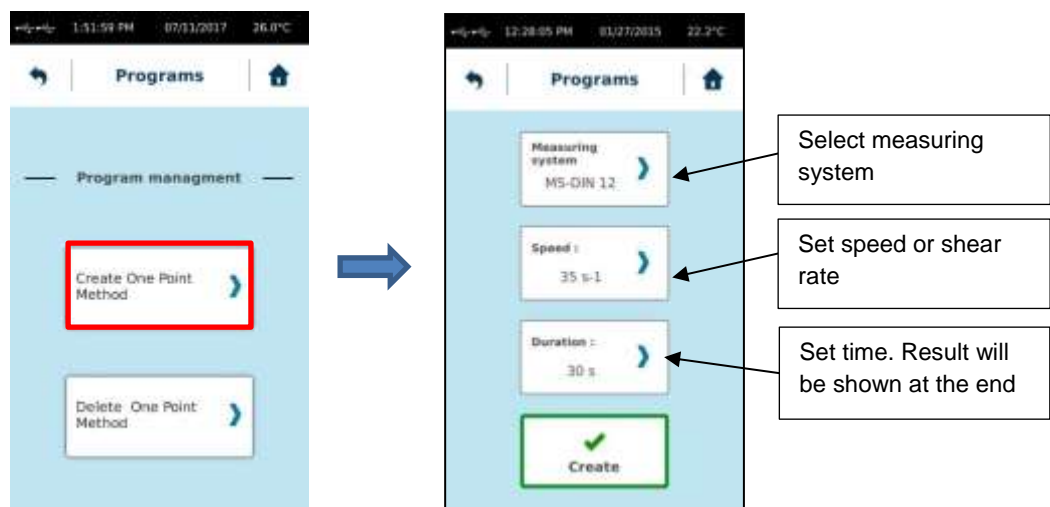 1:51:59 PM 07/11/2017 26.0°C
Programs
Program managment
Create One Point
Method
Delete One Point
Method
12:28:05 PM 01/27/2015 22.2°C
Programs
Measuring
system
MS-DIN 12
Speed :
35 s-1
Duration :
30 s
Create
Select measuring
system
Set speed or shear
rate
Set time. Result will
be shown at the end